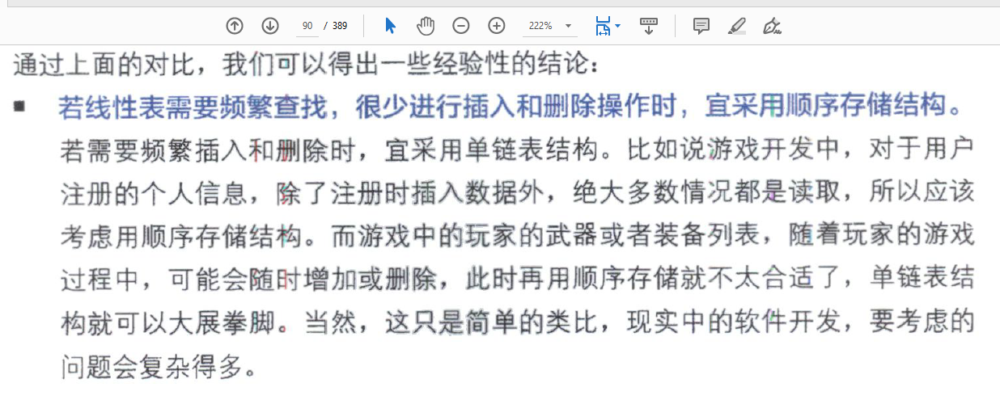 90 / 389 222%
通过上面的对比，我们可以得出一些经验性的结论：
■ 若线性表需要频繁查找，很少进行插入和删除操作时，宜采用顺序存储结构。
若需要频繁插入和删除时，宜采用单链表结构。比如说游戏开发中，对于用户
注册的个人信息，除了注册时插入数据外，绝大多数情况都是读取，所以应该
考虑用顺序存储结构。而游戏中的玩家的武器或者装备列表，随着玩家的游戏
过程中，可能会随时增加或删除，此时再用顺序存储就不太合适了，单链表结
构就可以大展拳脚。当然，这只是简单的类比，现实中的软件开发，要考虑的
问题会复杂得多。